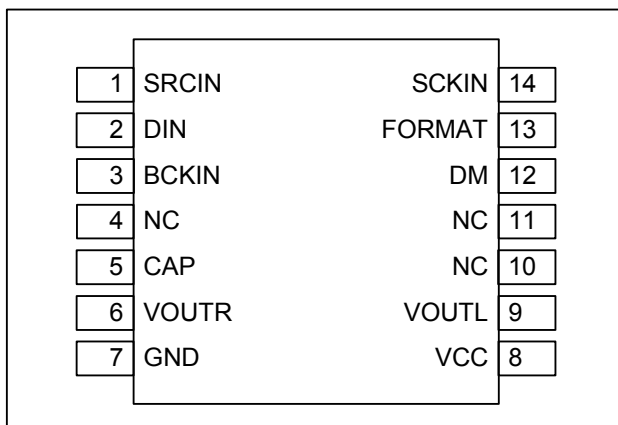 1 SRCIN SCKIN 14
2 DIN FORMAT 13
3 BCKIN DM 12
4 NC NC 11
5 CAP NC 10
6 VOUTR VOUTL 9
7 GND VCC 8